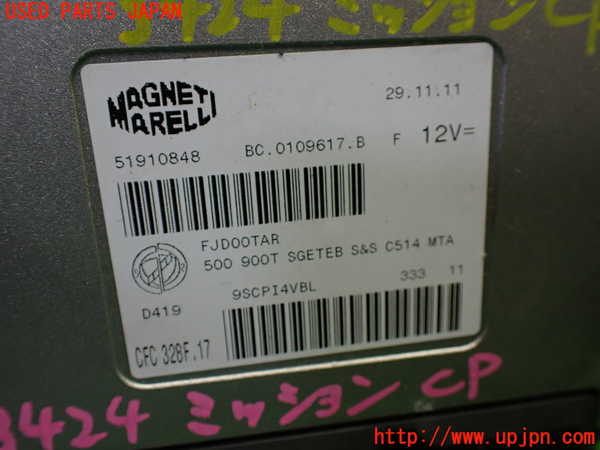 USED PARTS JAPAN
3424 ミッションCP
MAGNETI
MARELLI
29.11.11
51910848 BC.0109617.B F 12V=
FJD00TAR
500 900T SGETEB S&S C514 MTA
9SCPI4VBL 333 11
D419
CFC 328F.17
3424 ミッションCP
http://www.upjpn.com